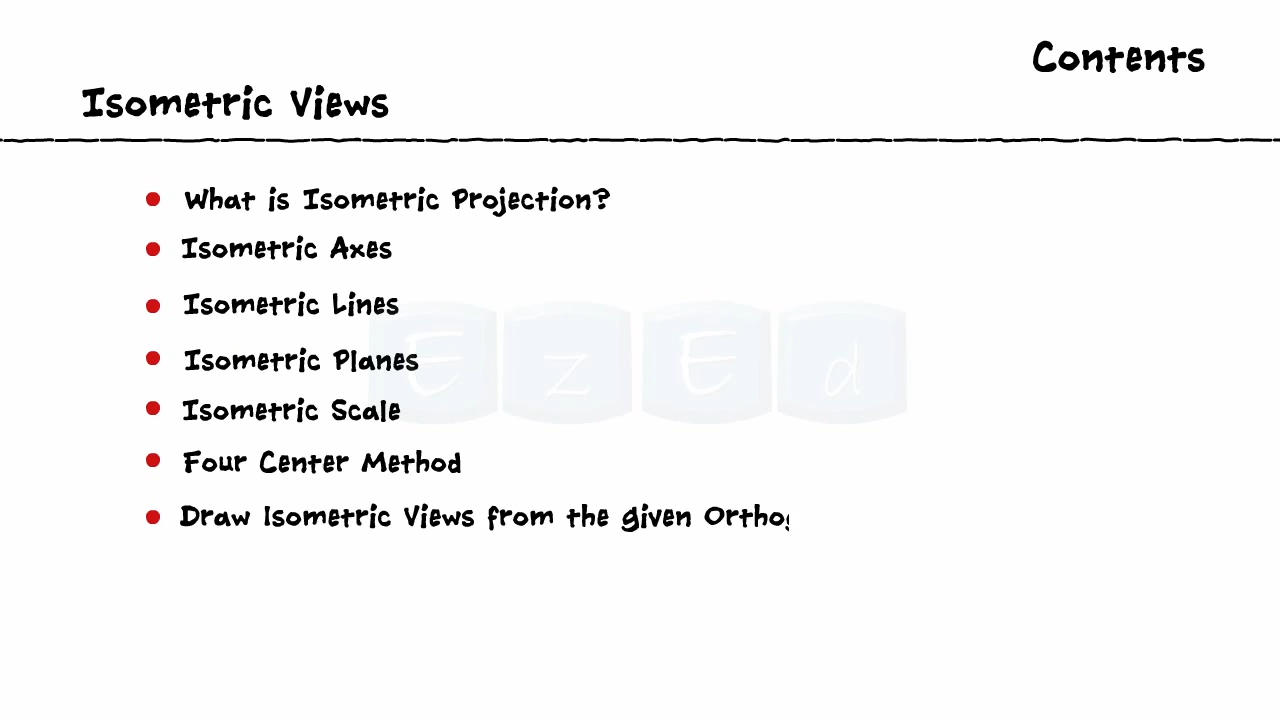 Contents
Isometric Views
What is Isometric Projection?
Isometric Axes
Isometric Lines
Isometric Planes
Isometric Scale
Four Center Method
Draw Isometric Views from the given
EzEd